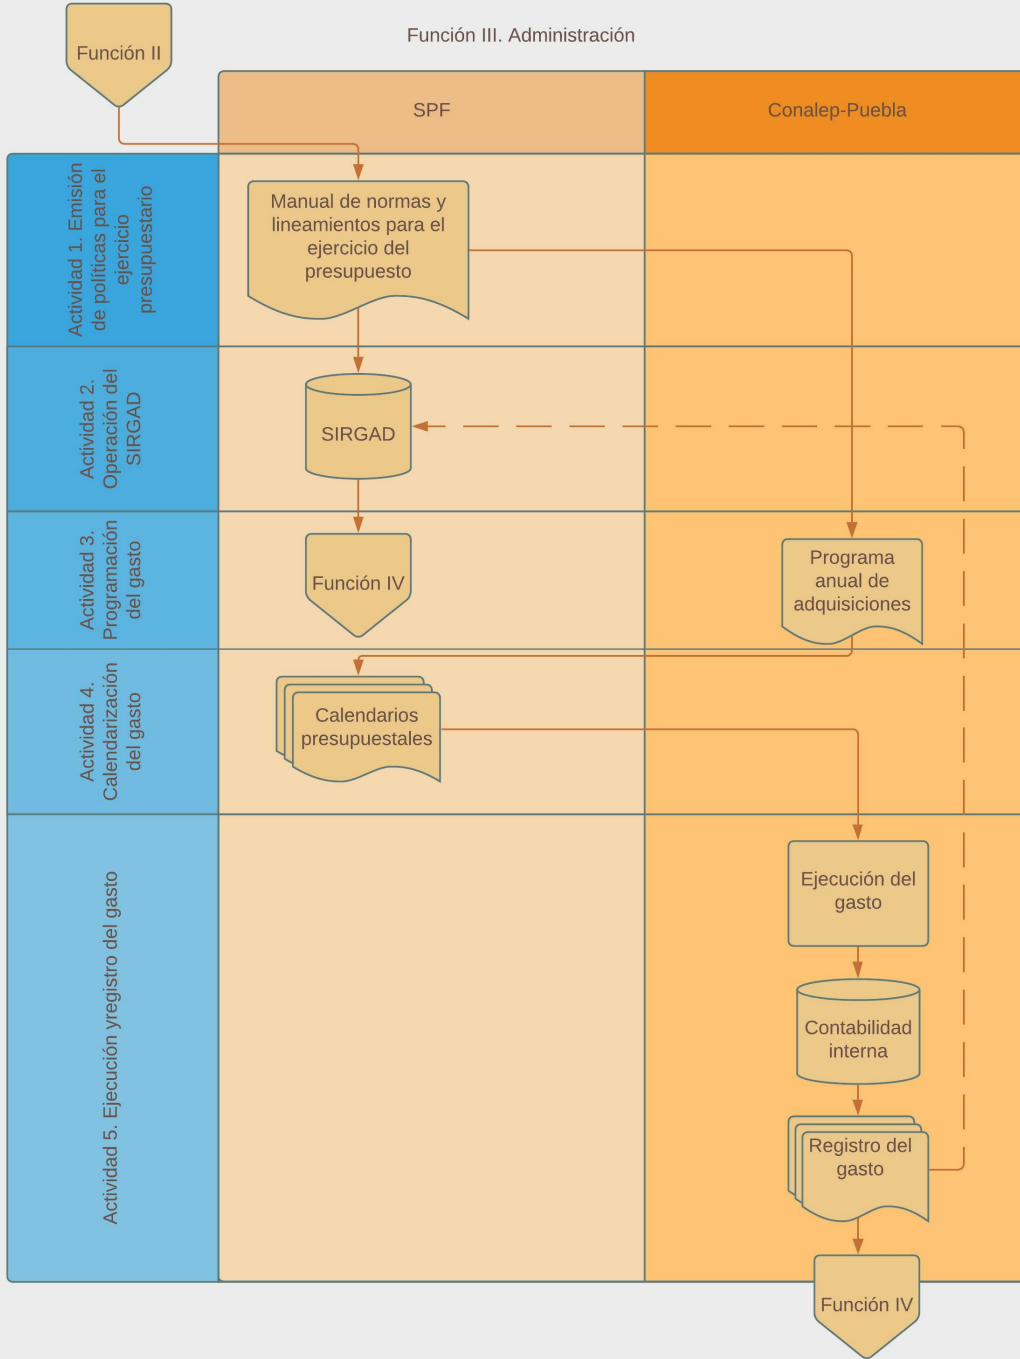 Función III. Administración
Función II
SPF
Conalep-Puebla
Actividad 1. Emisión
de políticas para el
ejercicio
presupuestario
Manual de normas y
lineamientos para el
ejercicio del
presupuesto
Actividad 2.
Operación del
SIRGAD
SIRGAD
Actividad 3.
Programación
del gasto
Función IV
Programa
anual de
adquisiciones
Actividad 4.
Calendarización
del gasto
Calendarios
presupuestales
Actividad 5. Ejecución yregistro del gasto
Ejecución del
gasto
Contabilidad
interna
Registro del
gasto
Función IV